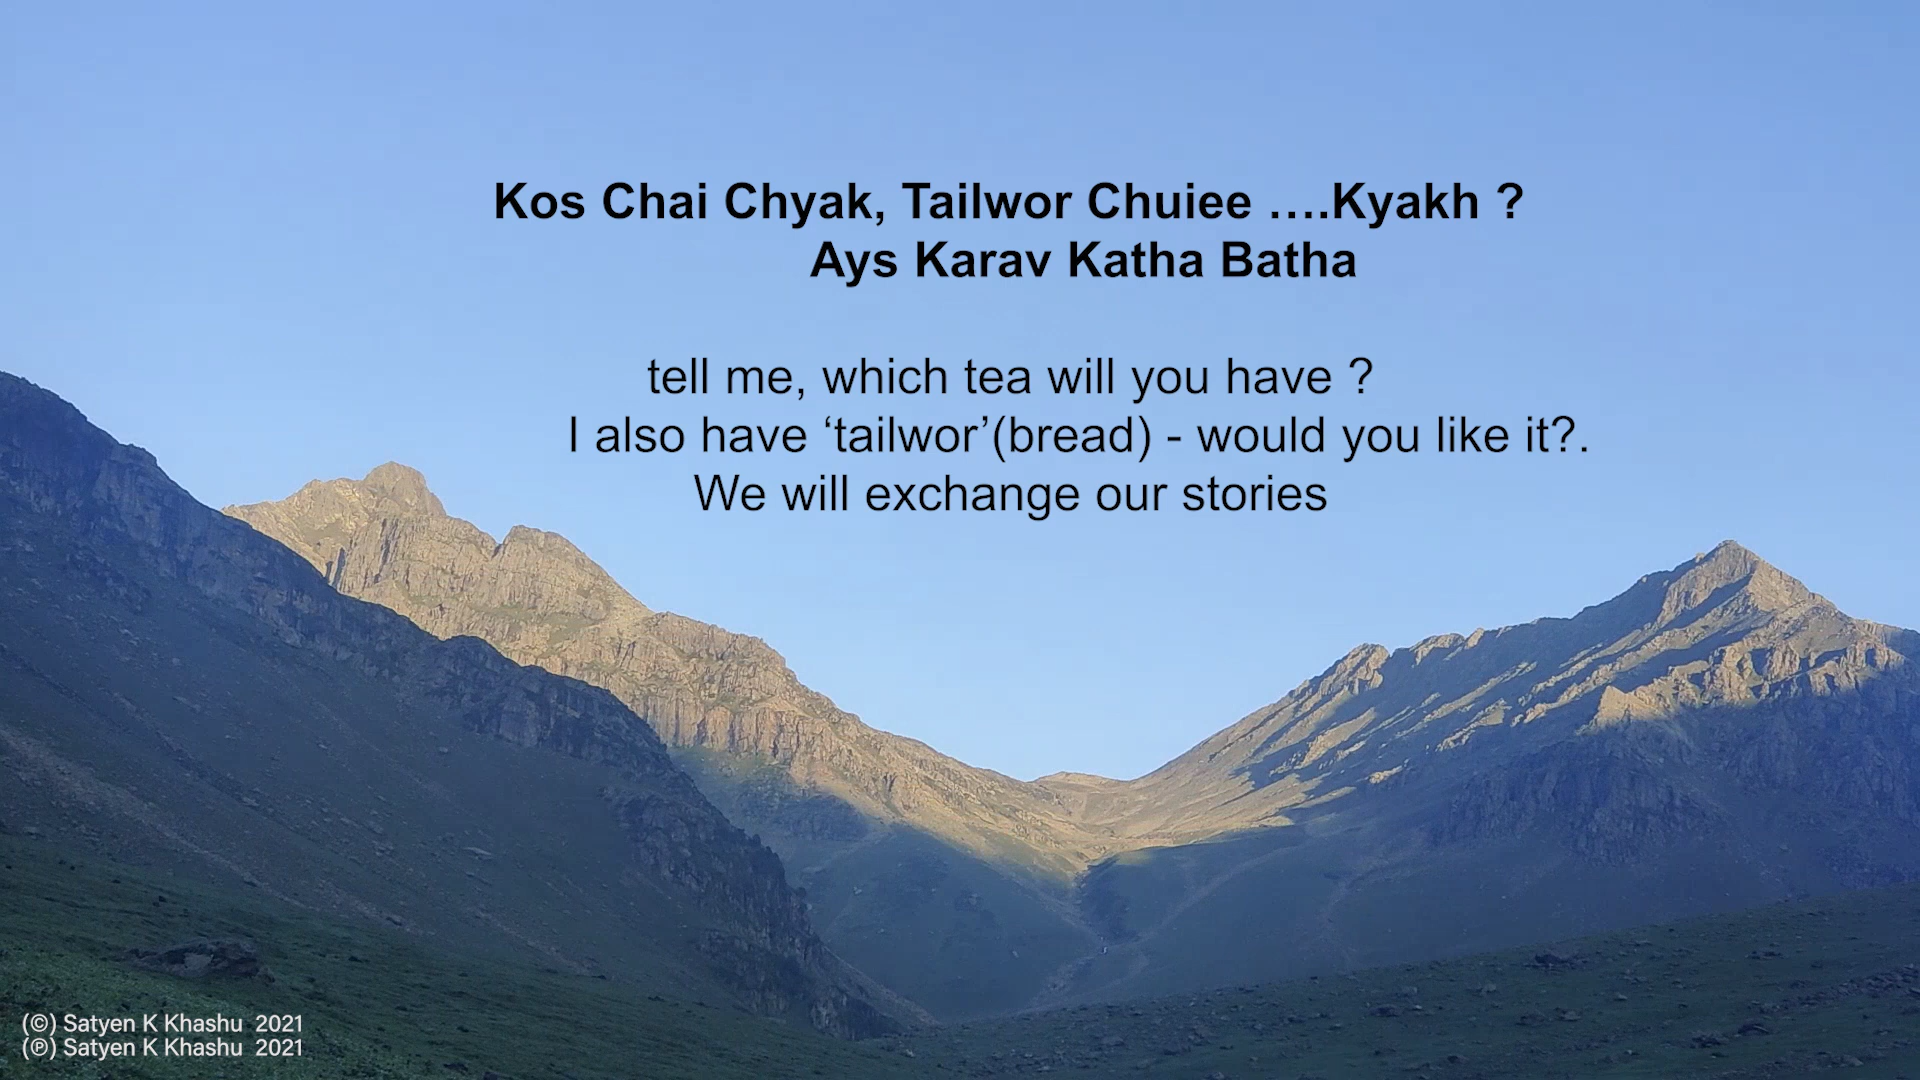 Kos Chai Chyak, Tailwor Chuiee ....Kyakh ?
Ays Karav Katha Batha
tell me, which tea will you have ?
I also have ‘tailwor’(bread) - would you like it?.
We will exchange our stories
(©) Satyen K Khashu 2021
(℗) Satyen K Khashu 2021